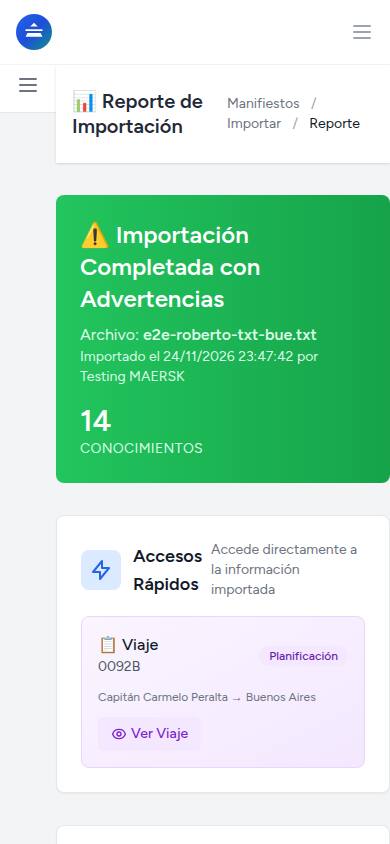 📊 Reporte de
Importación
Manifiestos /
Importar / Reporte
⚠️ Importación
Completada con
Advertencias
Archivo: e2e-roberto-txt-bue.txt
Importado el 24/11/2026 23:47:42 por
Testing MAERSK
14
CONOCIMIENTOS
Accesos
Rápidos
Accede directamente a
la información
importada
📋 Viaje
0092B
Planificación
Capitán Carmelo Peralta → Buenos Aires
Ver Viaje